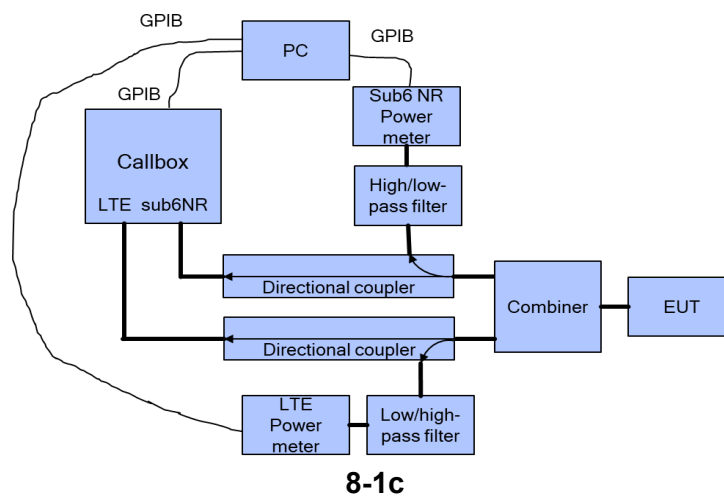 GPIB
PC
GPIB
GPIB
Sub6 NR
Power
meter
Callbox
LTE sub6NR
High/low-
pass filter
Directional coupler
Combiner
EUT
Directional coupler
LTE
Power
meter
Low/high-
pass filter
8-1c